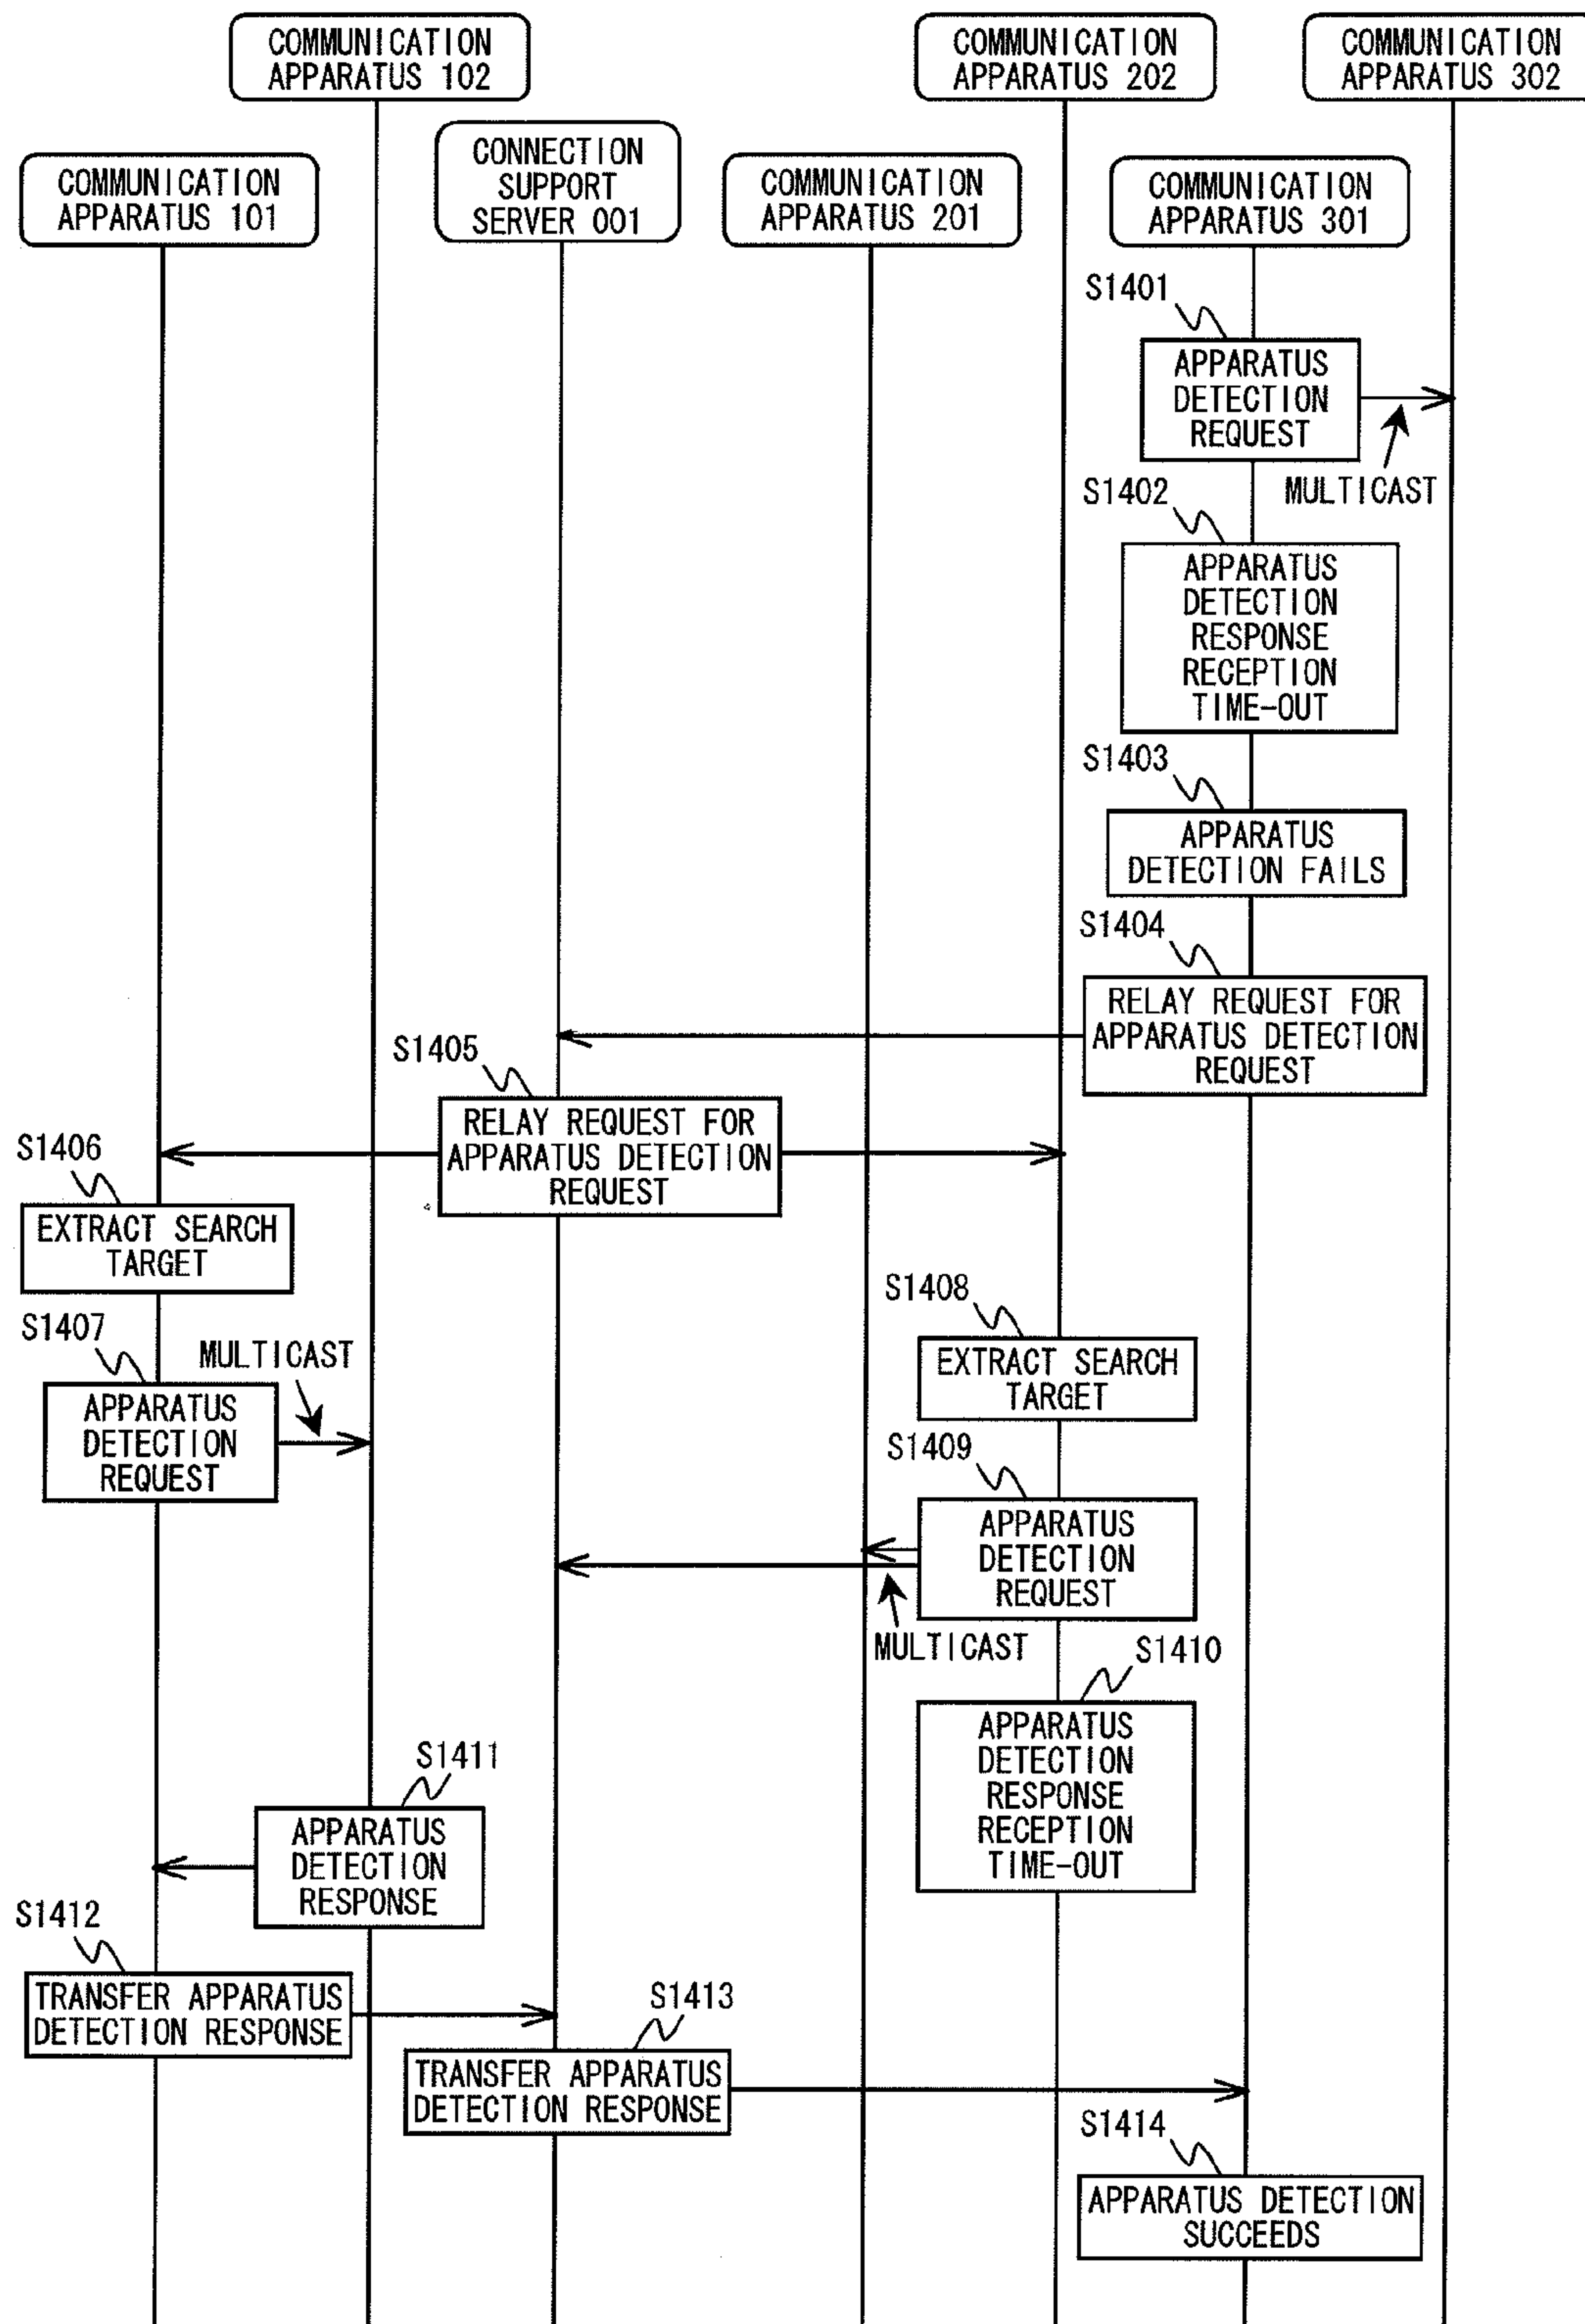 COMMUNICATION
APPARATUS 102
COMMUNICATION
APPARATUS 202
COMMUNICATION
APPARATUS 302
COMMUNICATION
APPARATUS 101
CONNECTION
SUPPORT
SERVER 001
COMMUNICATION
APPARATUS 201
COMMUNICATION
APPARATUS 301
S1401
APPARATUS
DETECTION
REQUEST
MULTICAST
S1402
APPARATUS
DETECTION
RESPONSE
RECEPTION
TIME-OUT
S1403
APPARATUS
DETECTION FAILS
S1404
RELAY REQUEST FOR
APPARATUS DETECTION
REQUEST
S1405
RELAY REQUEST FOR
APPARATUS DETECTION
REQUEST
S1406
EXTRACT SEARCH
TARGET
S1407
MULTICAST
APPARATUS
DETECTION
REQUEST
S1408
EXTRACT SEARCH
TARGET
S1409
APPARATUS
DETECTION
REQUEST
MULTICAST
S1410
APPARATUS
DETECTION
RESPONSE
RECEPTION
TIME-OUT
S1411
APPARATUS
DETECTION
RESPONSE
S1412
TRANSFER APPARATUS
DETECTION RESPONSE
S1413
TRANSFER APPARATUS
DETECTION RESPONSE
S1414
APPARATUS DETECTION
SUCCEEDS